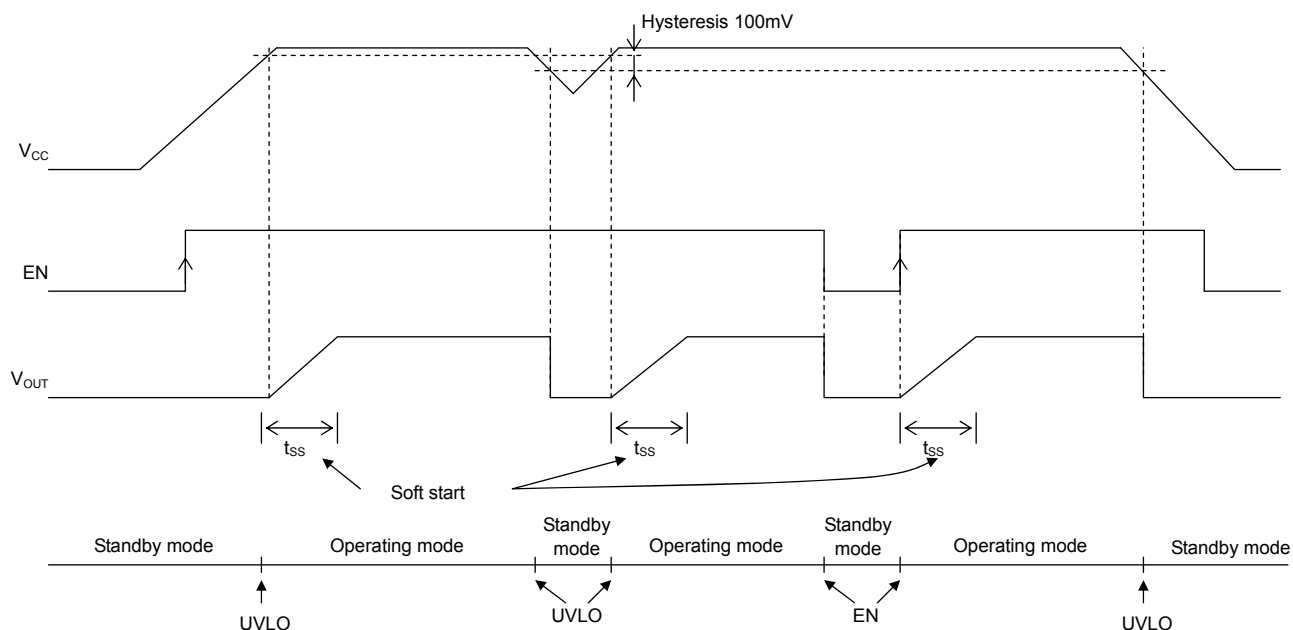 Hysteresis 100mV
VCC
EN
VOUT
tSS
tSS
tSS
Soft start
Standby mode
Operating mode
Standby
mode
Operating mode
Standby
mode
Operating mode
Standby mode
UVLO
UVLO
EN
UVLO